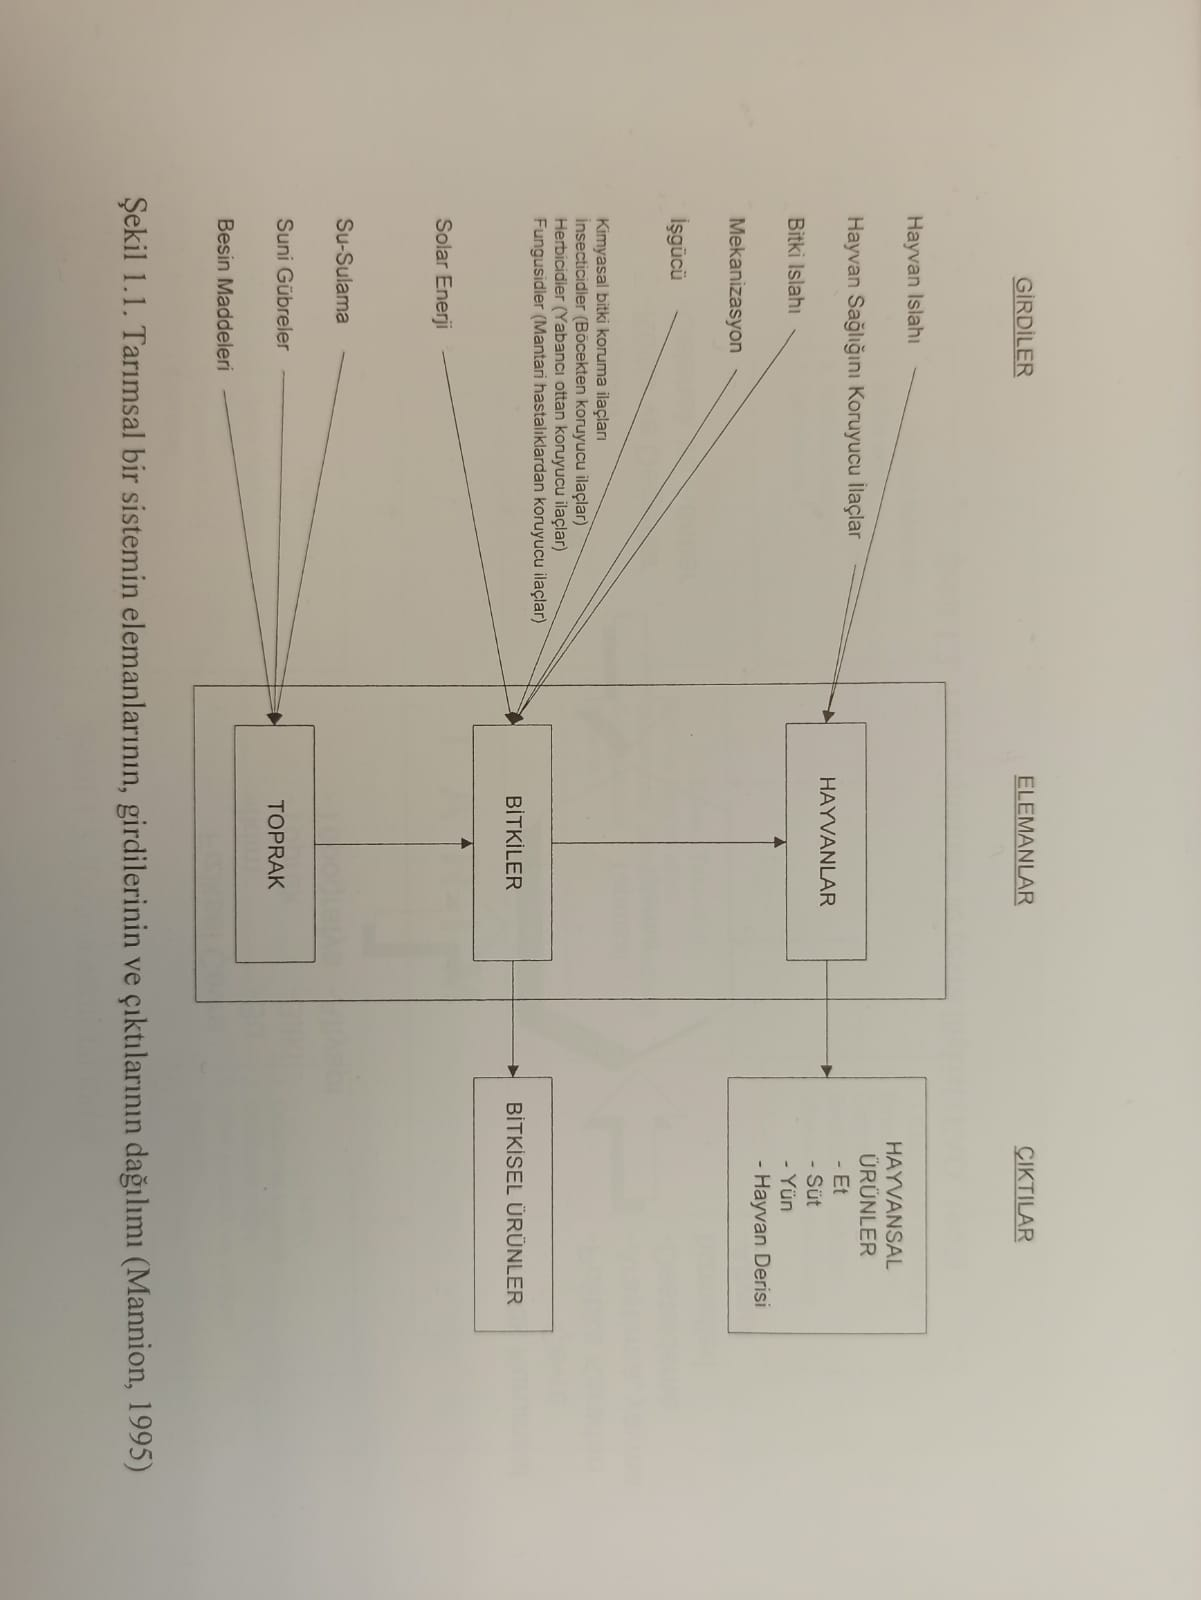 GİRDİLER
ELEMANLAR
ÇIKTILAR
Hayvan Islahı
Hayvan Sağlığını Koruyucu İlaçlar
Bitki Islahı
Mekanizasyon
İşgücü
Kimyasal bitki koruma ilaçları
İnsecticidler (Böcekten koruyucu ilaçlar)
Herbicidler (Yabancı ottan koruyucu ilaçlar)
Fungusidler (Mantari hastalıklardan koruyucu ilaçlar)
Solar Enerji
Su-Sulama
Suni Gübreler
Besin Maddeleri
HAYVANLAR
BİTKİLER
TOPRAK
HAYVANSAL
ÜRÜNLER
- Et
- Süt
- Yün
- Hayvan Derisi
BİTKİSEL ÜRÜNLER
Şekil 1.1. Tarımsal bir sistemin elemanlarının, girdilerinin ve çıktılarının dağılımı (Mannion, 1995)